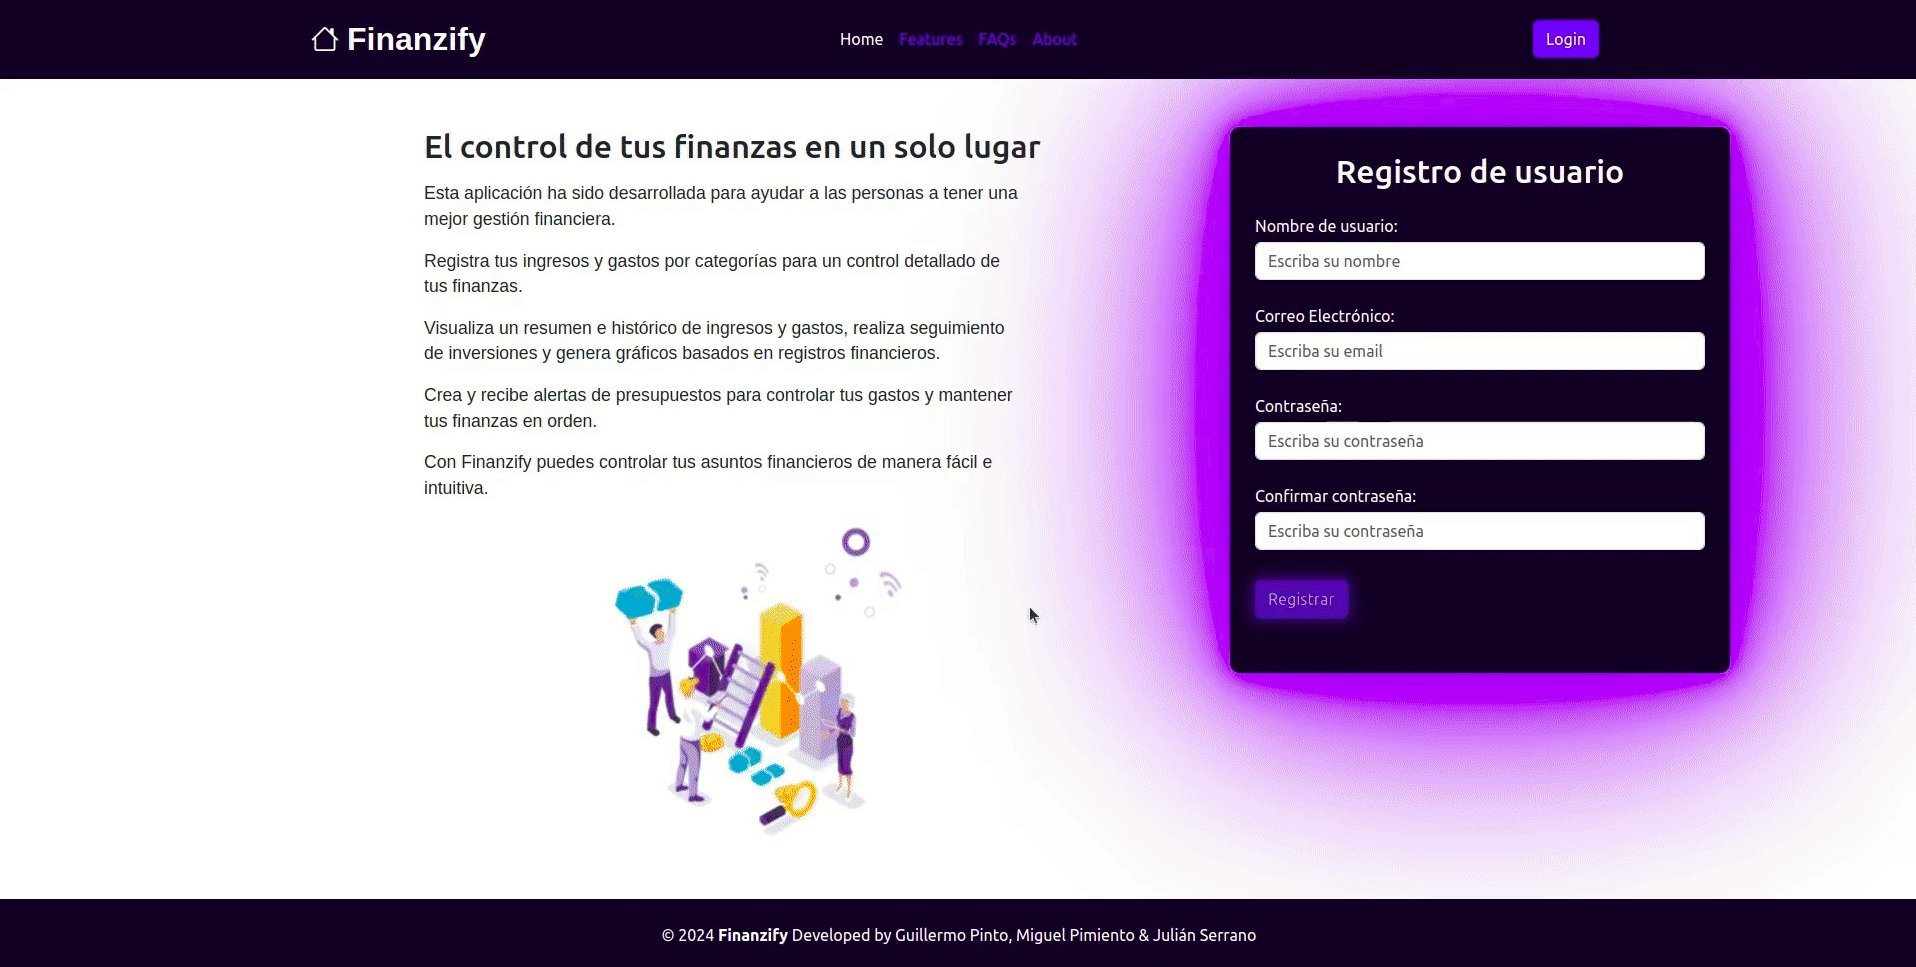 Finanzify
Home Features FAQs About
Login
El control de tus finanzas en un solo lugar
Esta aplicación ha sido desarrollada para ayudar a las personas a tener una
mejor gestión financiera.
Registra tus ingresos y gastos por categorías para un control detallado de
tus finanzas.
Visualiza un resumen e histórico de ingresos y gastos, realiza seguimiento
de inversiones y genera gráficos basados en registros financieros.
Crea y recibe alertas de presupuestos para controlar tus gastos y mantener
tus finanzas en orden.
Con Finanzify puedes controlar tus asuntos financieros de manera fácil e
intuitiva.
Registro de usuario
Nombre de usuario:
Escriba su nombre
Correo Electrónico:
Escriba su email
Contraseña:
Escriba su contraseña
Confirmar contraseña:
Escriba su contraseña
Registrar
© 2024 Finanzify Developed by Guillermo Pinto, Miguel Pimiento & Julián Serrano